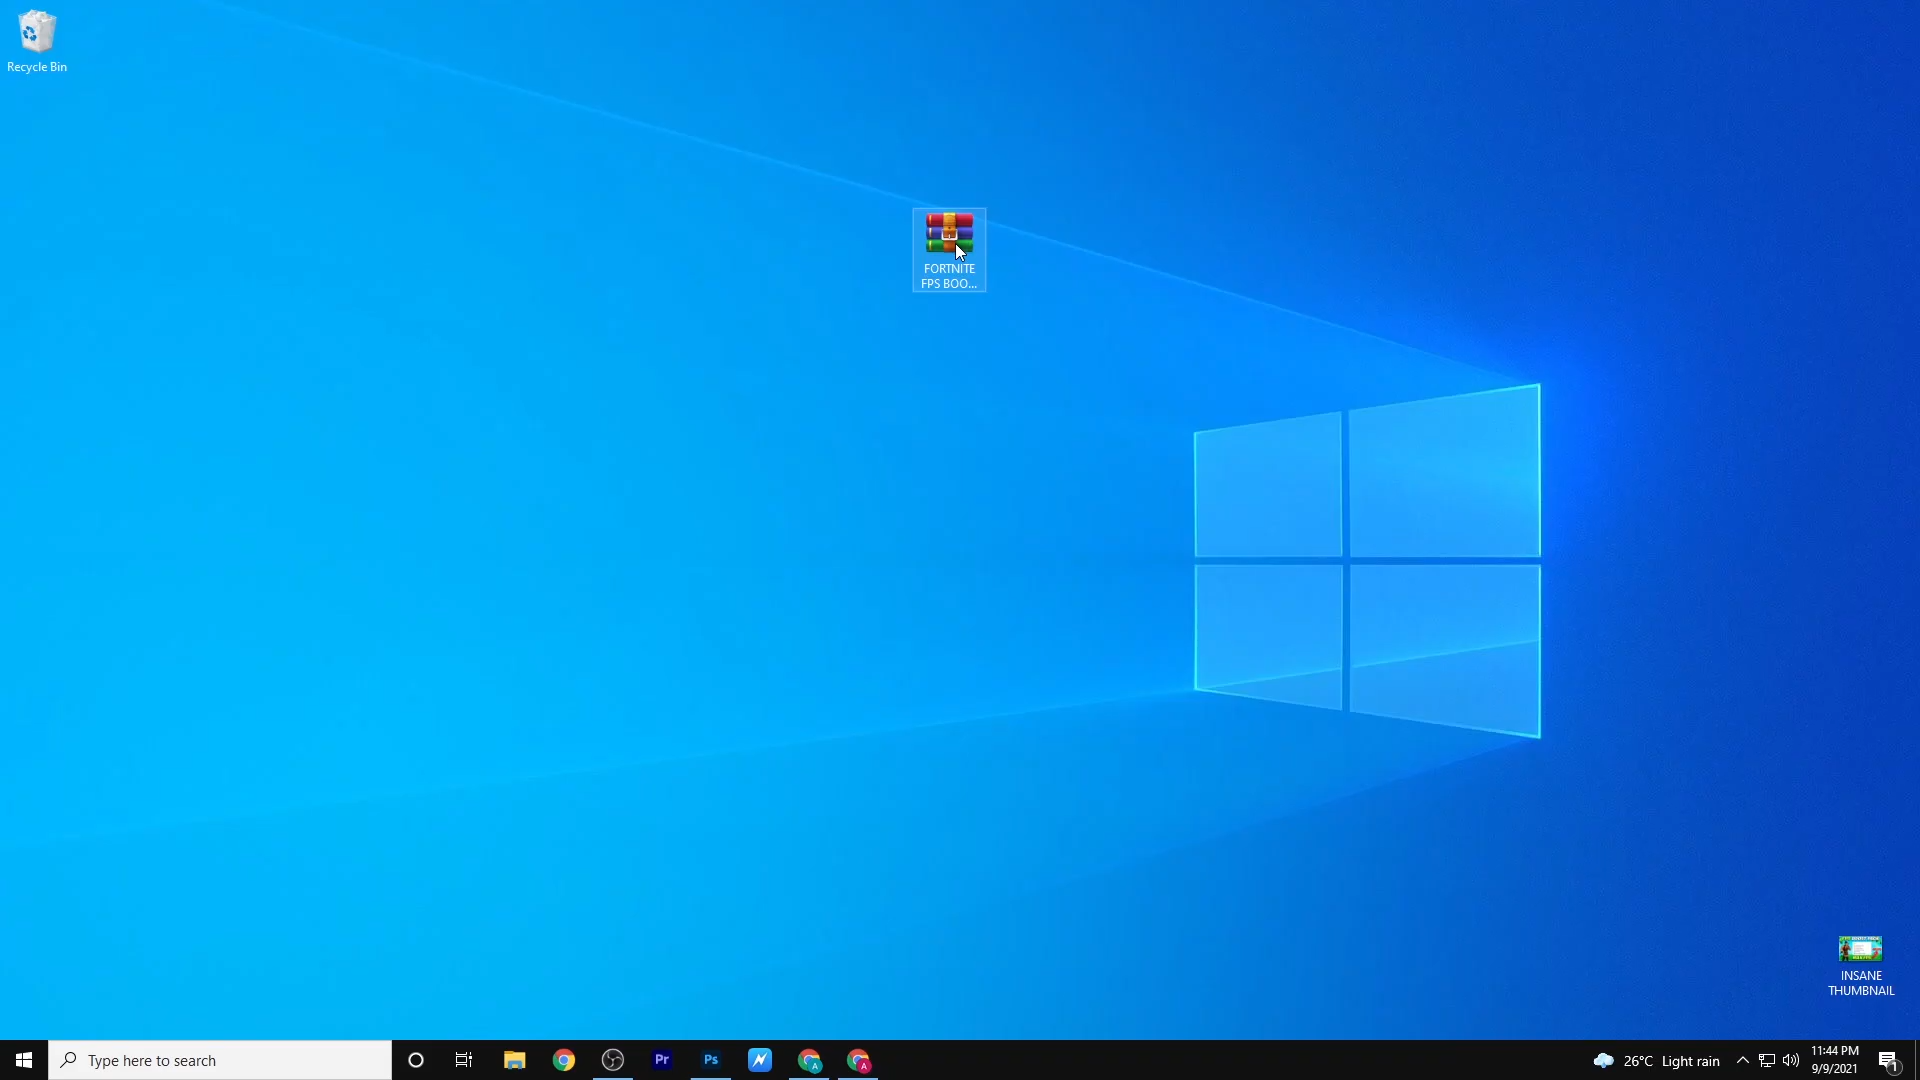 Recycle Bin
FORTNITE
FPS BOO...
INSANE
THUMBNAIL
Type here to search
Pr
Ps
A
A
26°C Light rain
11:44 PM
9/9/2021
1